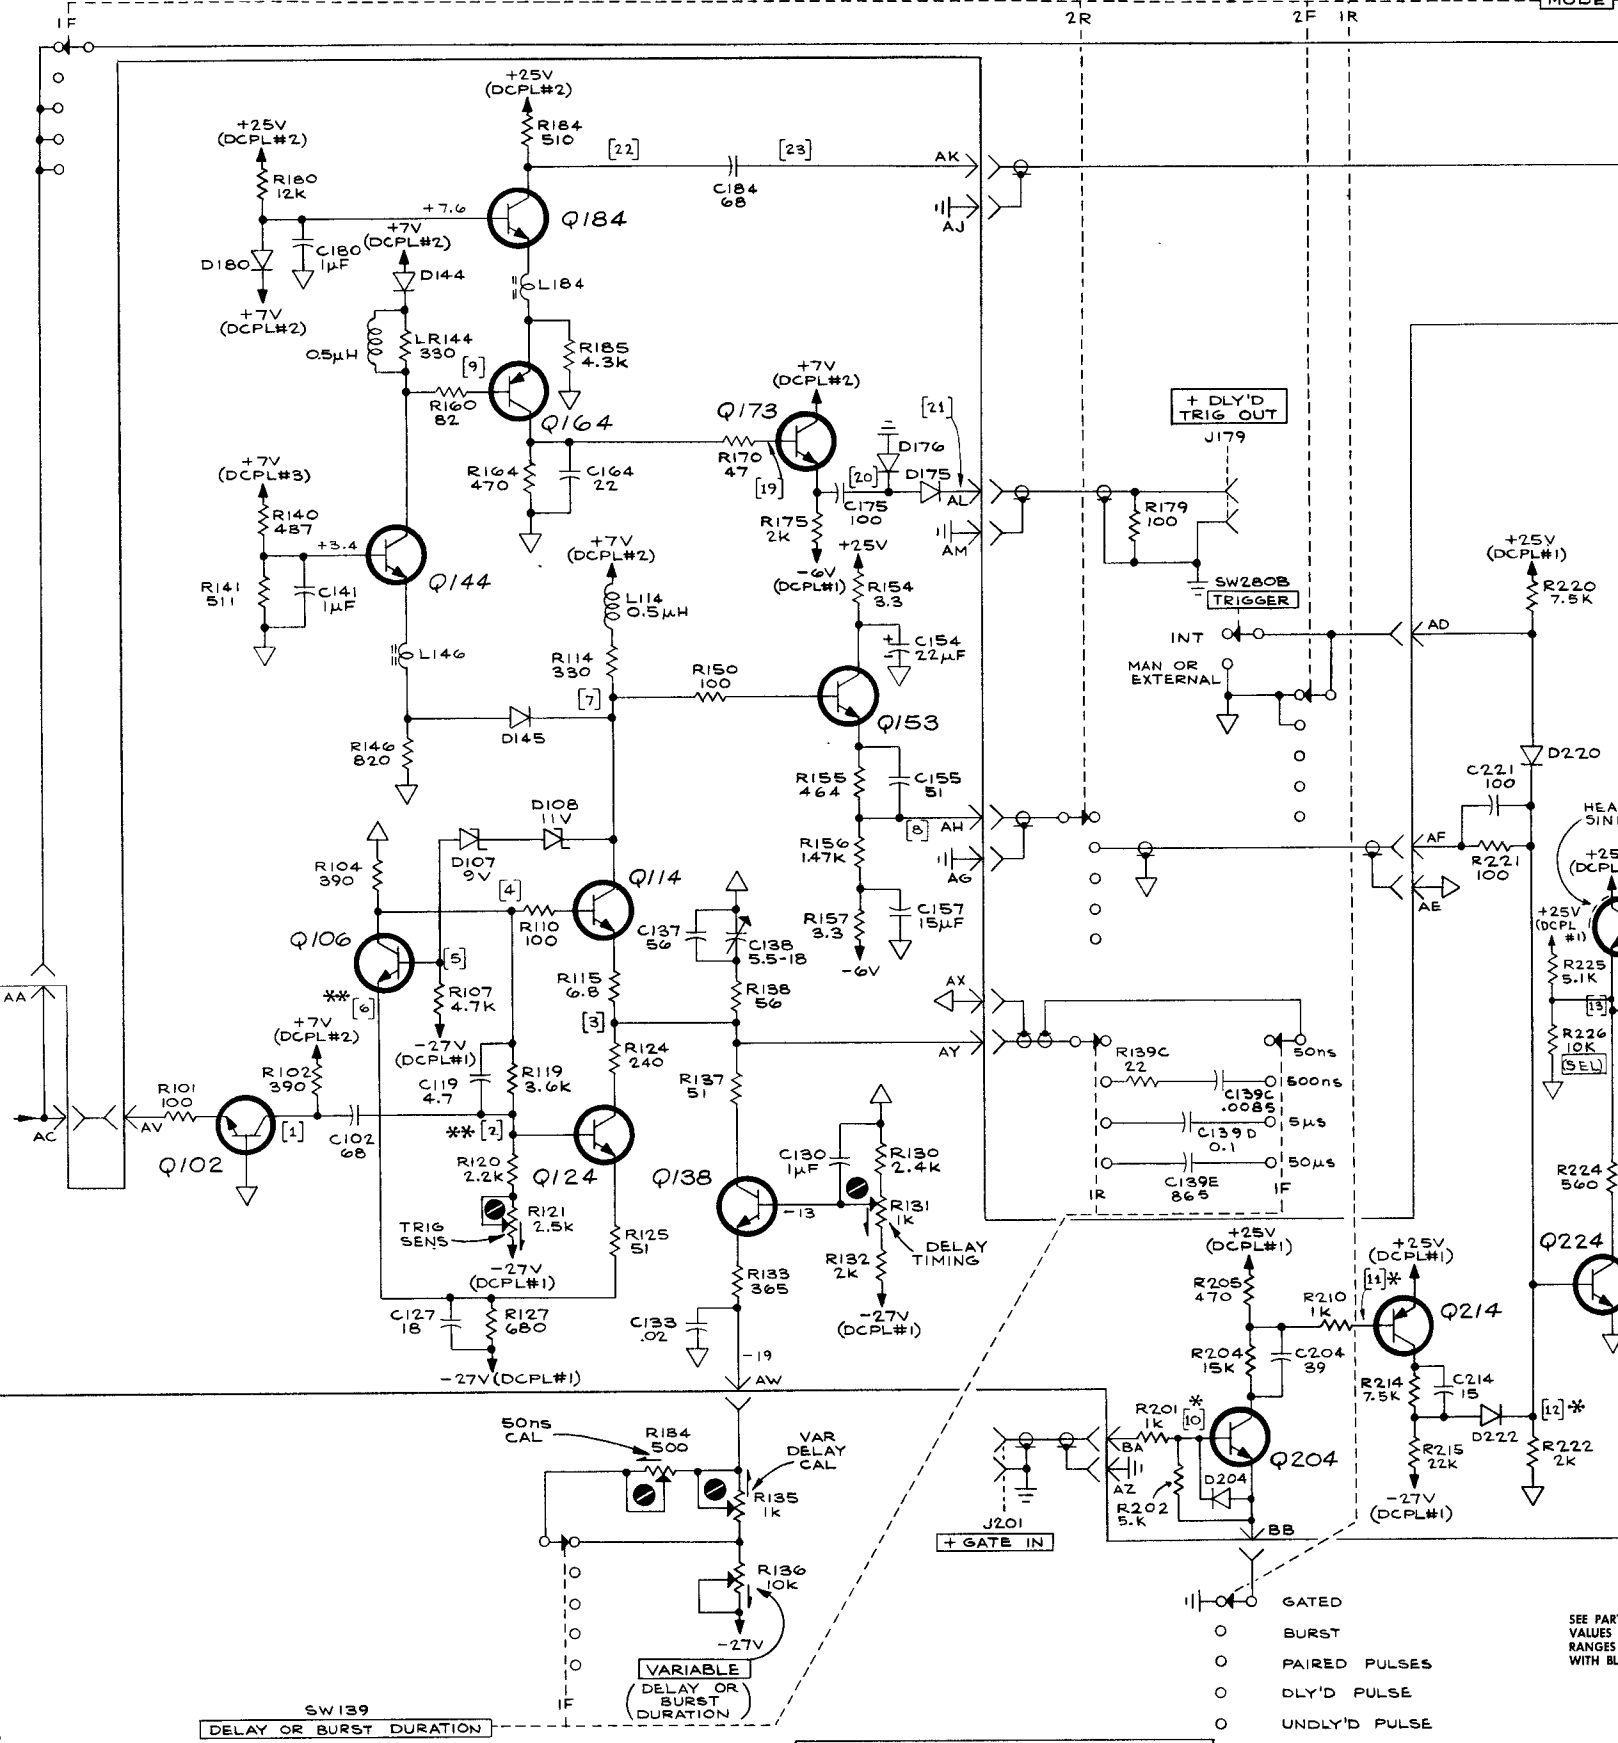 1F
2R
2F
1R
MODE
+25V
(DCPL#2)
R184
510
+25V
(DCPL#2)
[22]
[23]
AK
C184
68
R180
12K
+7.6
+7V
(DCPL#2)
Q184
AJ
D180
C180
1µF
D144
L184
+7V
(DCPL#2)
0.5µH
LR144
330
[9]
R185
4.3K
R160
82
Q164
+7V
(DCPL#2)
Q173
[21]
+ DLY'D
TRIG OUT
J179
R170
47
[19]
D176
[20]
D175
AL
C175
100
R179
100
+7V
(DCPL#3)
R164
470
C164
22
R175
2K
AM
R140
487
+3.4
Q144
+7V
(DCPL#2)
-6V
(DCPL#1)
+25V
R154
3.3
SW280B
TRIGGER
+25V
(DCPL#1)
R220
7.5K
R141
511
C141
1µF
L114
0.5µH
C154
22µF
+
-
INT
AD
L146
R114
330
R150
100
MAN OR
EXTERNAL
[7]
Q153
D145
R146
820
D220
R155
464
C155
51
C221
100
D108
11V
[8]
AH
HEA
SIN
D107
9V
R156
1.47K
AG
AF
R221
100
+25
(DCPL
R104
390
[4]
Q114
AE
R110
100
C137
56
C138
5.5-18
R157
3.3
C157
15µF
+25V
(DCPL
#1)
Q106
[5]
-6V
R225
5.1K
AA
**
[6]
R107
4.7K
R115
6.8
R138
56
AX
[13]
+7V
(DCPL#2)
[3]
-27V
(DCPL#1)
R124
240
AY
R139C
22
50ns
R226
10K
(SEL)
R102
390
C119
4.7
R119
3.6K
R137
51
500ns
C139C
.0085
R101
100
5µs
C139D
0.1
AC
AV
[1]
C102
68
** [2]
Q102
R120
2.2K
Q124
Q138
C130
1µF
R130
2.4K
50µs
C139E
865
R224
560
1R
1F
-13
R131
1K
TRIG
SENS
R121
2.5K
R125
51
DELAY
TIMING
+25V
(DCPL#1)
+25V
(DCPL#1)
Q224
-27V
(DCPL#1)
R133
365
R132
2K
R205
470
[11]*
R210
1K
Q214
C127
18
R127
680
C133
.02
-27V
(DCPL#1)
R204
15K
C204
39
-27V(DCPL#1)
-19
AW
R214
7.5K
C214
15
*
[10]
R201
1K
[12]*
50ns
CAL
R184
500
VAR
DELAY
CAL
BA
Q204
R215
22K
D222
R222
2K
AZ
D204
R135
1K
R202
5.K
-27V
(DCPL#1)
J201
+ GATE IN
BB
R136
10K
GATED
-27V
BURST
VARIABLE
(DELAY OR
BURST
DURATION)
PAIRED PULSES
1F
SW139
DELAY OR BURST DURATION
DLY'D PULSE
UNDLY'D PULSE
SEE PAR
VALUES
RANGES
WITH BL